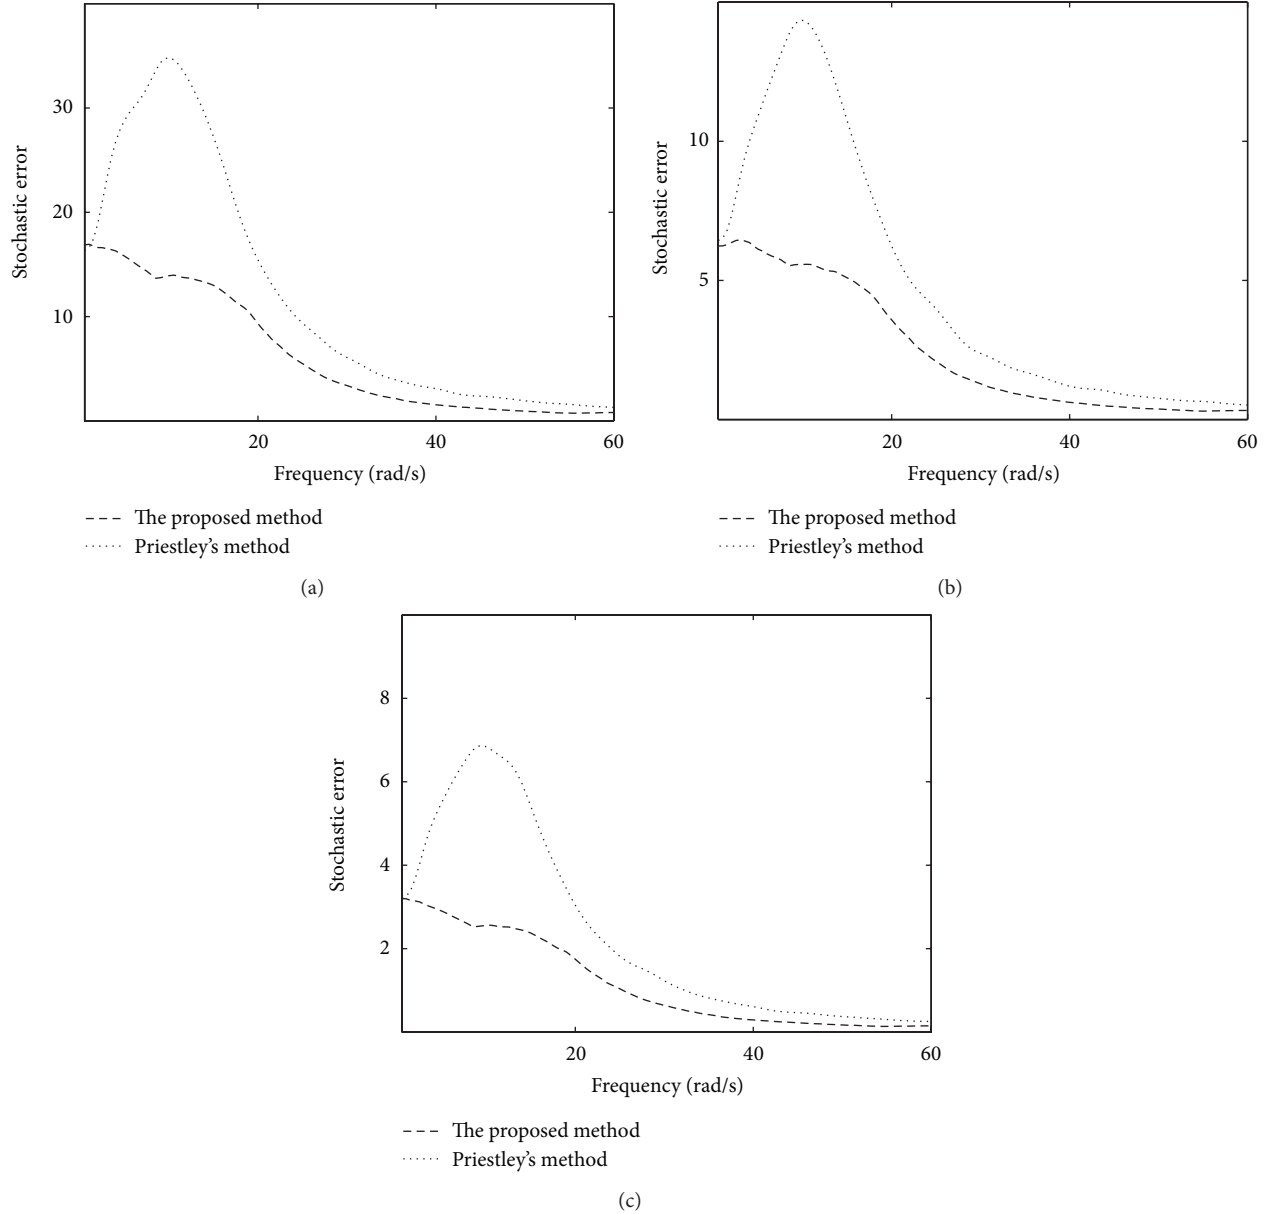 Stochastic error
30
20
10
20
40
60
Frequency (rad/s)
The proposed method
Priestley’s method
(a)
Stochastic error
10
5
20
40
60
Frequency (rad/s)
The proposed method
Priestley’s method
(b)
Stochastic error
8
6
4
2
20
40
60
Frequency (rad/s)
The proposed method
Priestley’s method
(c)